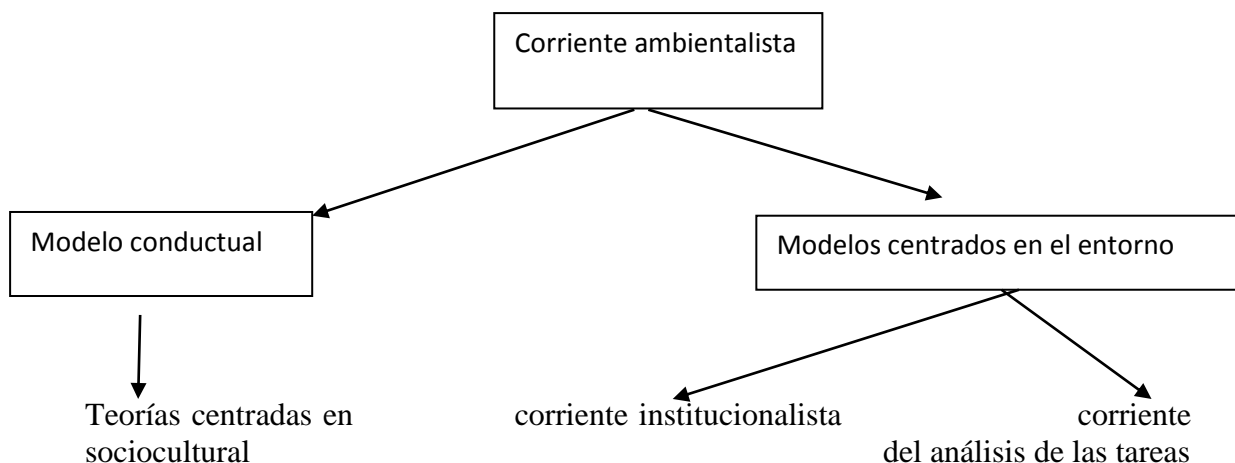 Corriente ambientalista
Modelo conductual
Modelos centrados en el entorno
Teorías centradas en
sociocultural
corriente institucionalista
corriente
del análisis de las tareas